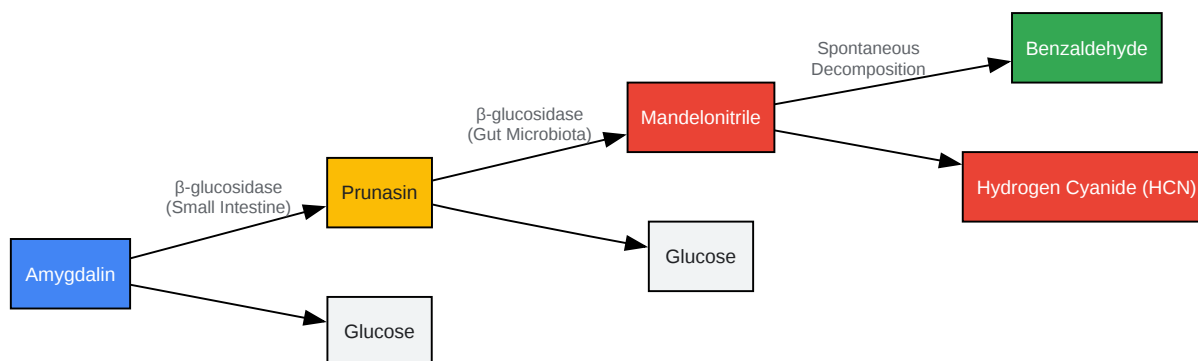 Spontaneous
Decomposition
Benzaldehyde
β-glucosidase
(Gut Microbiota)
Mandelonitrile
β-glucosidase
(Small Intestine)
Prunasin
Hydrogen Cyanide (HCN)
Amygdalin
Glucose
Glucose